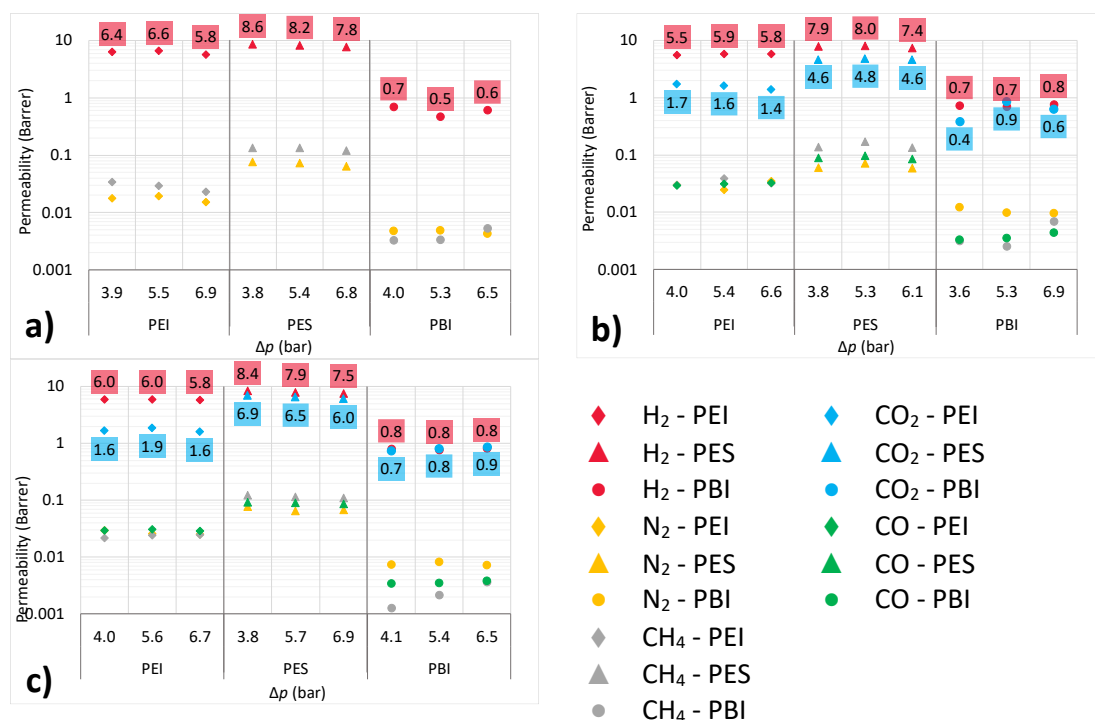 6.4 6.6 5.8 8.6 8.2 7.8
0.7 0.5 0.6
Permeability (Barrer)
10
1
0.1
0.01
0.001
3.9 5.5 6.9 3.8 5.4 6.8 4.0 5.3 6.5
PEI PES PBI
Δp (bar)
a)
5.5 5.9 5.8 7.9 8.0 7.4
1.7 1.6 1.4 4.6 4.8 4.6
0.7 0.7 0.8
0.4 0.9 0.6
Permeability (Barrer)
10
1
0.1
0.01
0.001
4.0 5.4 6.6 3.8 5.3 6.1 3.6 5.3 6.9
PEI PES PBI
Δp (bar)
b)
6.0 6.0 5.8 8.4 7.9 7.5
1.6 1.9 1.6 6.9 6.5 6.0
0.8 0.8 0.8
0.7 0.8 0.9
Permeability (Barrer)
10
1
0.1
0.01
0.001
4.0 5.6 6.7 3.8 5.7 6.9 4.1 5.4 6.5
PEI PES PBI
Δp (bar)
c)
H₂ - PEI
H₂ - PES
H₂ - PBI
N₂ - PEI
N₂ - PES
N₂ - PBI
CH₄ - PEI
CH₄ - PES
CH₄ - PBI
CO₂ - PEI
CO₂ - PES
CO₂ - PBI
CO - PEI
CO - PES
CO - PBI